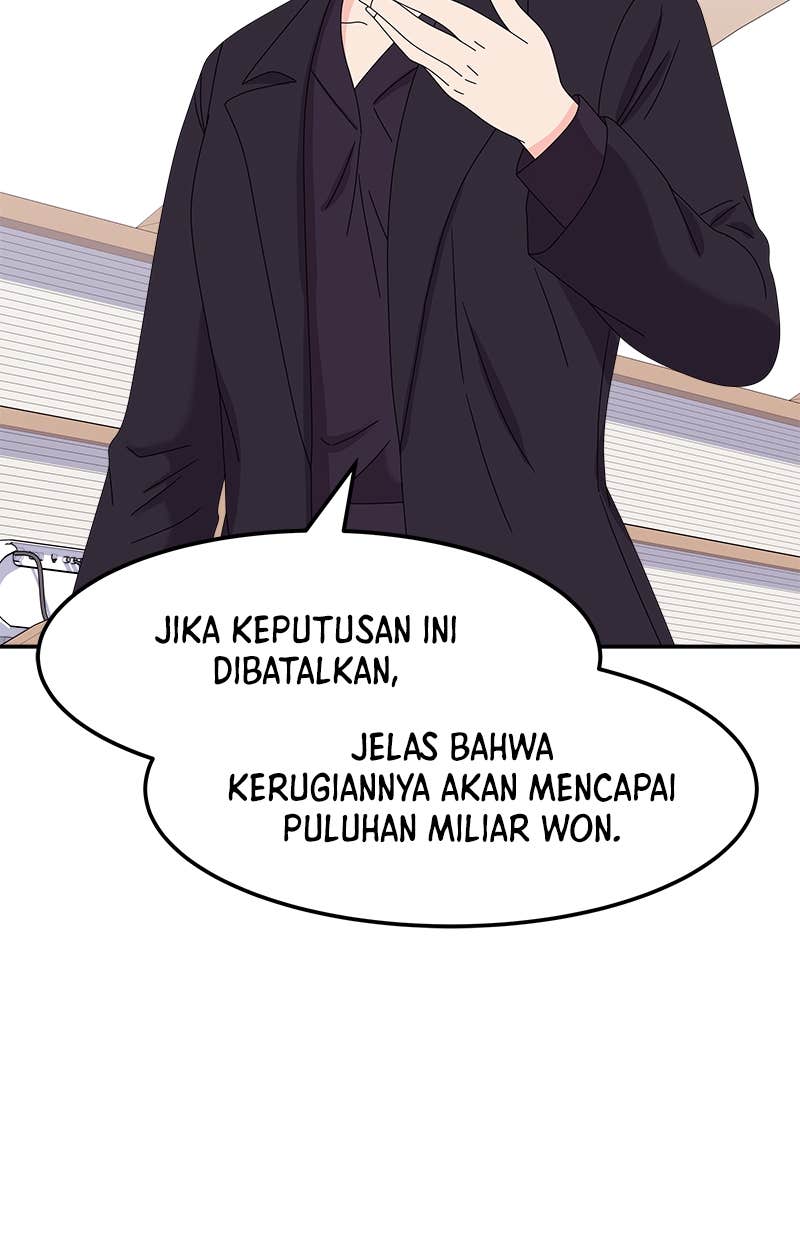 JIKA KEPUTUSAN INI
DIBATALKAN,
JELAS BAHWA
KERUGIANNYA AKAN MENCAPAI
PULUHAN MILIAR WON.